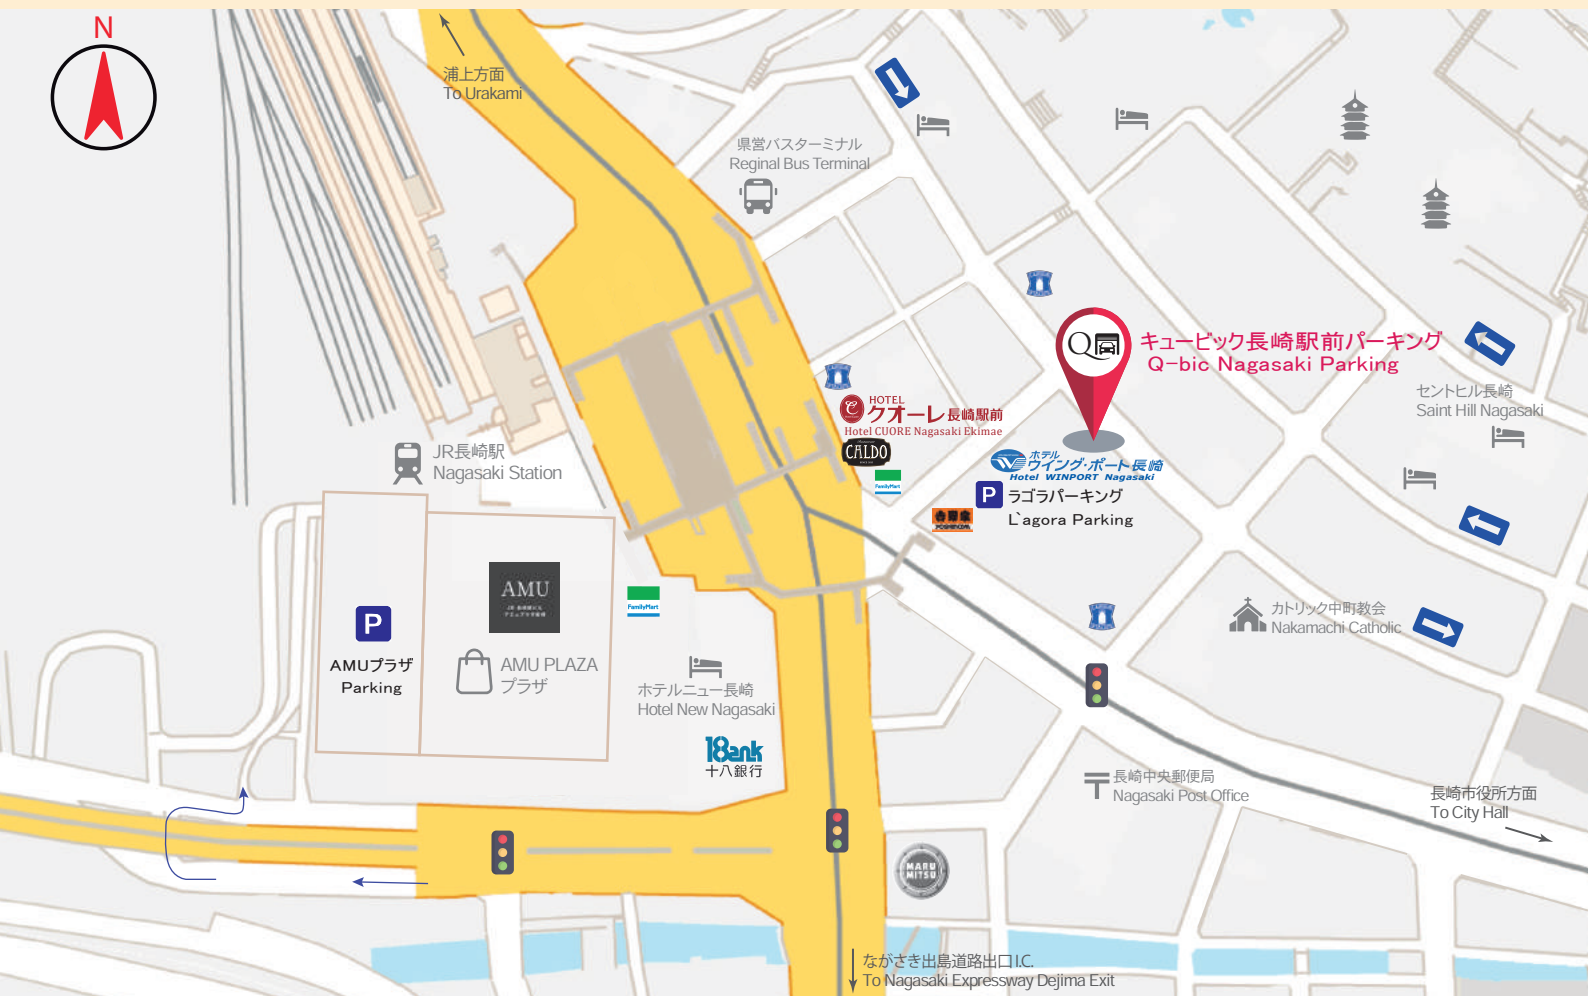 N
浦上方面
To Urakami
県営バスターミナル
Reginal Bus Terminal
キュービック長崎駅前パーキング
Q-bic Nagasaki Parking
Q
セントヒル長崎
Saint Hill Nagasaki
HOTEL
クオーレ長崎駅前
Hotel CUORE Nagasaki Ekimae
CALDO
FamilyMart
ホテル
ウイング・ポート長崎
Hotel WINPORT Nagasaki
P
ラゴラパーキング
L`agora Parking
吉野家
YOSHINOYA
JR長崎駅
Nagasaki Station
AMU
P
AMUプラザ
Parking
AMU PLAZA
プラザ
FamilyMart
ホテルニュー長崎
Hotel New Nagasaki
18ank
十八銀行
カトリック中町教会
Nakamachi Catholic
長崎中央郵便局
Nagasaki Post Office
長崎市役所方面
To City Hall
MARU
MITSU
ながさき出島道路出口I.C.
To Nagasaki Expressway Dejima Exit